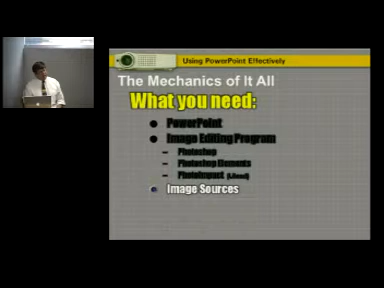 Using PowerPoint Effectively
The Mechanics of It All
What you need:
PowerPoint
Image Editing Program
– Photoshop
– Photoshop Elements
– PhotoImpact (Ulead)
Image Sources